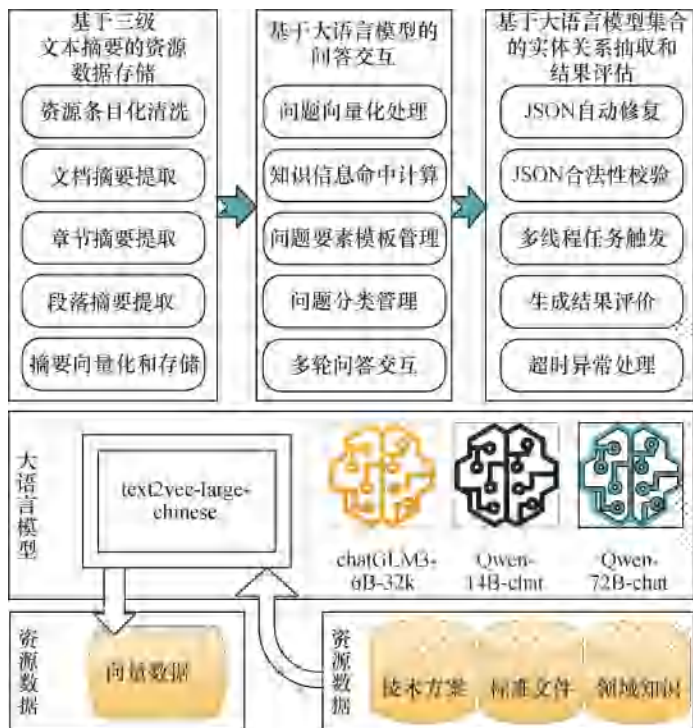 基于三级
文本摘要的资源
数据存储
资源条目化清洗
文档摘要提取
章节摘要提取
段落摘要提取
摘要向量化和存储
基于大语言模型的
问答交互
问题向量化处理
知识信息命中计算
问题要素模板管理
问题分类管理
多轮问答交互
基于大语言模型集合
的实体关系抽取和
结果评估
JSON自动修复
JSON合法性校验
多线程任务触发
生成结果评价
超时异常处理
大语言模型
text2vec-large-
chinese
chatGLM3-
6B-32k
Qwen-
14B-chat
Qwen-
72B-chat
资源数据
向量数据
资源数据
技术方案
标准文件
领域知识